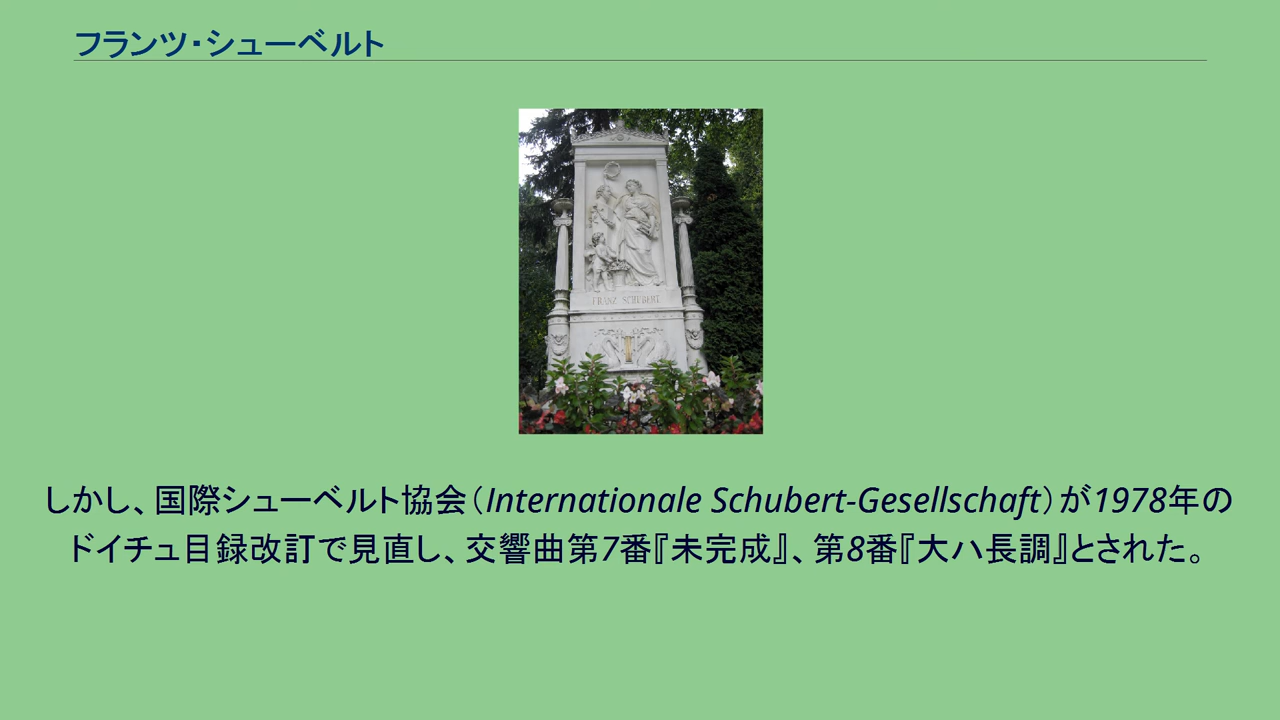 フランツ・シューベルト
FRANZ SCHUBERT
しかし、国際シューベルト協会（Internationale Schubert-Gesellschaft）が1978年の
ドイチュ目録改訂で見直し、交響曲第7番『未完成』、第8番『大ハ長調』とされた。